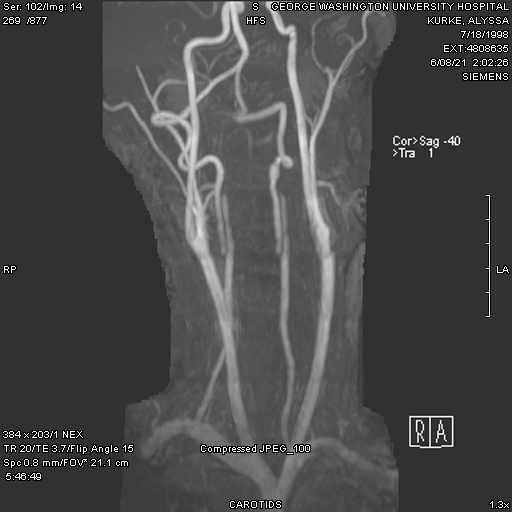 Ser: 102/Img: 14
269 /877
S
HFS
GEORGE WASHINGTON UNIVERSITY HOSPITAL
KURKE, ALYSSA
7/18/1998
EXT:4808635
6/08/21 2:02:26
SIEMENS
Cor>Sag -40
>Tra 1
RP
LA
R A
384 x 203/1 NEX
TR 20/TE 3.7/Flip Angle 15
Spc 0.8 mm/FOV* 21.1 cm
5:46:49
Compressed JPEG_100
CAROTIDS
1.3x